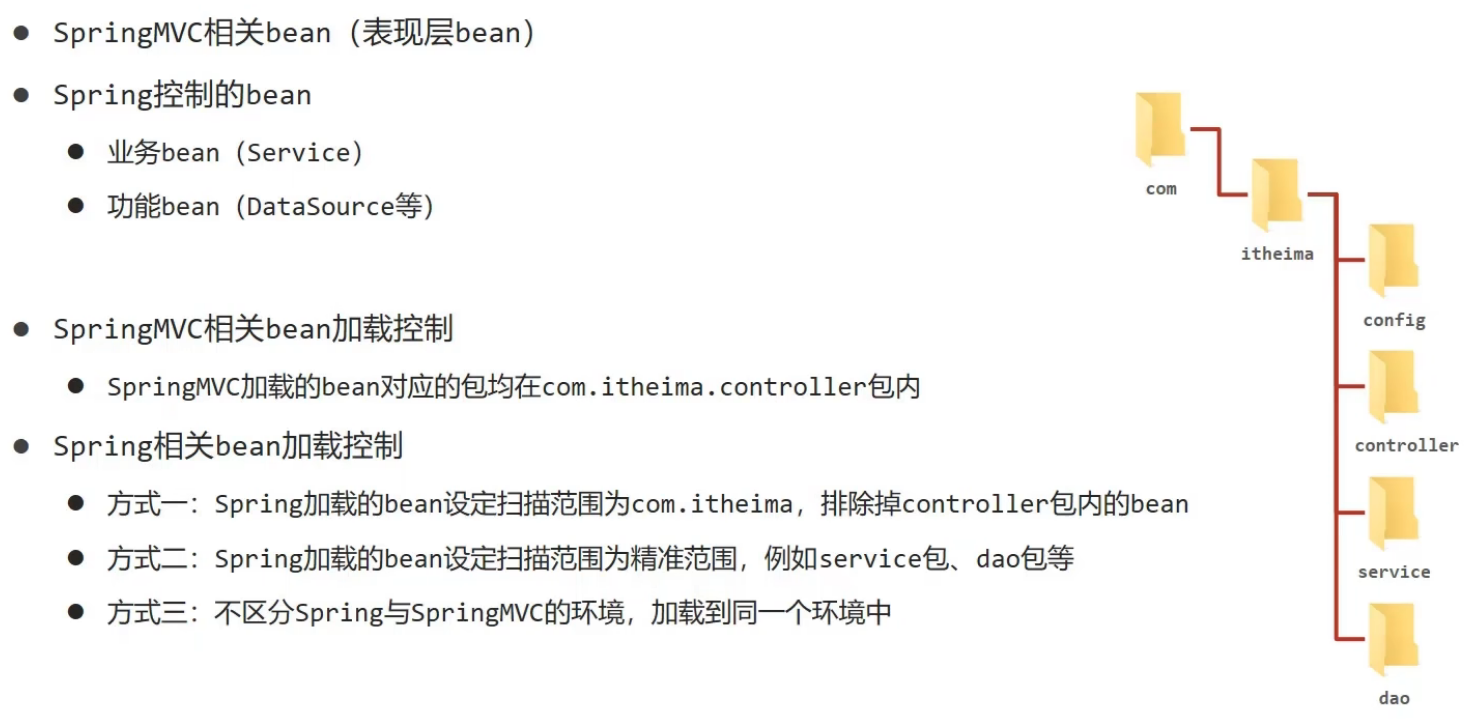 SpringMVC相关bean（表现层bean）
Spring控制的bean
业务bean（Service）
功能bean（DataSource等）
SpringMVC相关bean加载控制
SpringMVC加载的bean对应的包均在com.itheima.controller包内
Spring相关bean加载控制
方式一：Spring加载的bean设定扫描范围为com.itheima，排除掉controller包内的bean
方式二：Spring加载的bean设定扫描范围为精准范围，例如service包、dao包等
方式三：不区分Spring与SpringMVC的环境，加载到同一个环境中
com
itheima
config
controller
service
dao